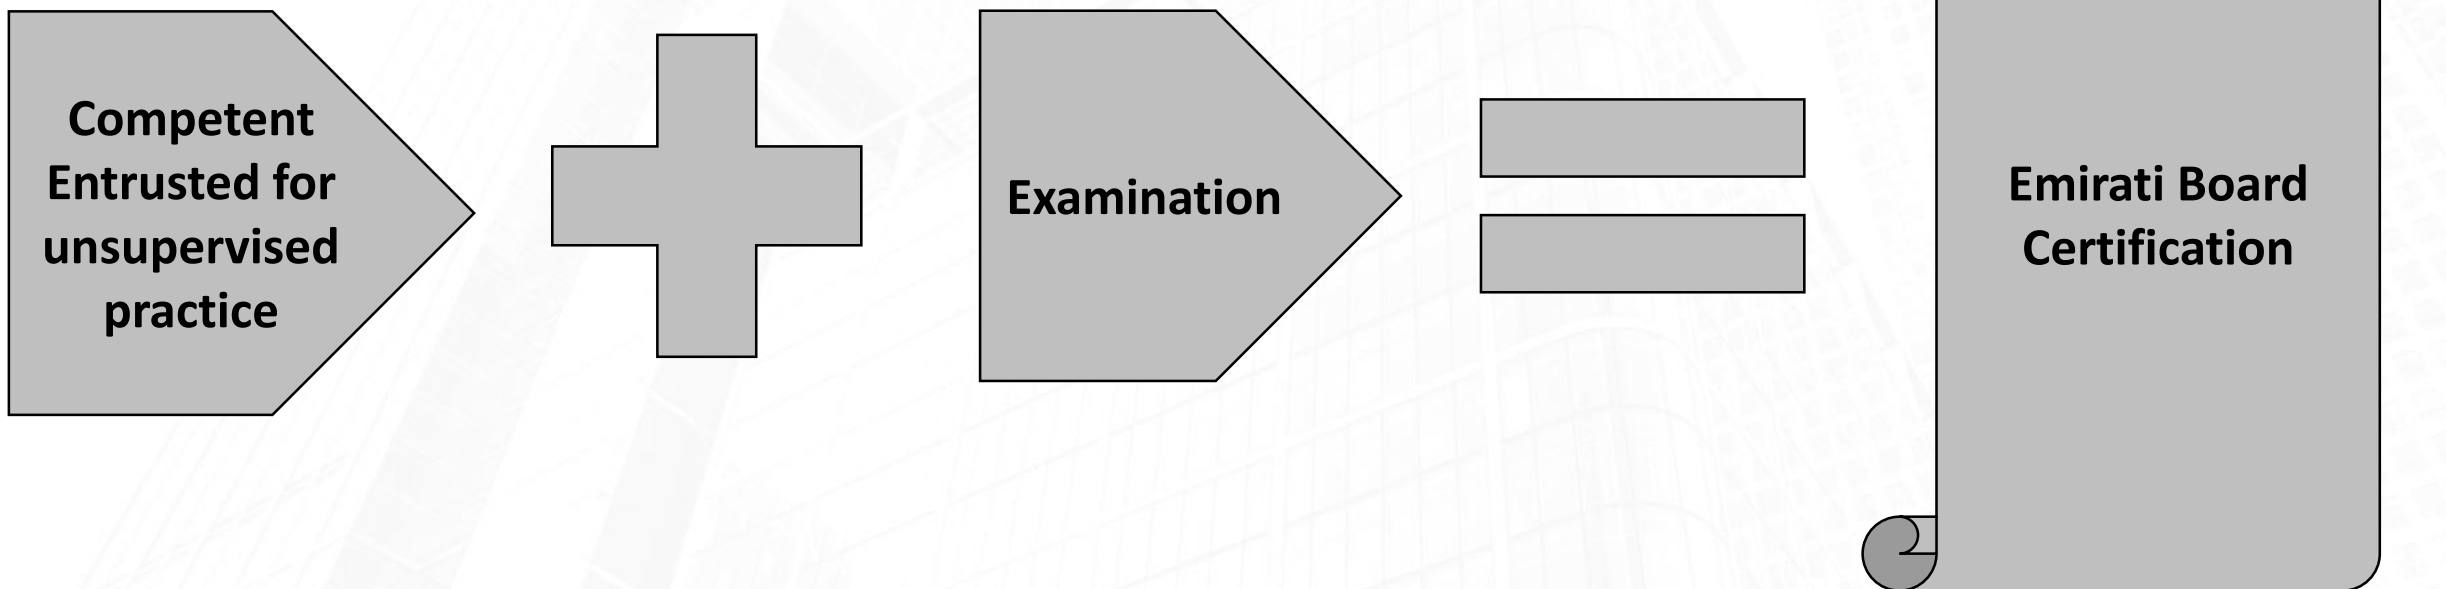 Competent
Entrusted for
unsupervised
practice
Examination
Emirati Board
Certification